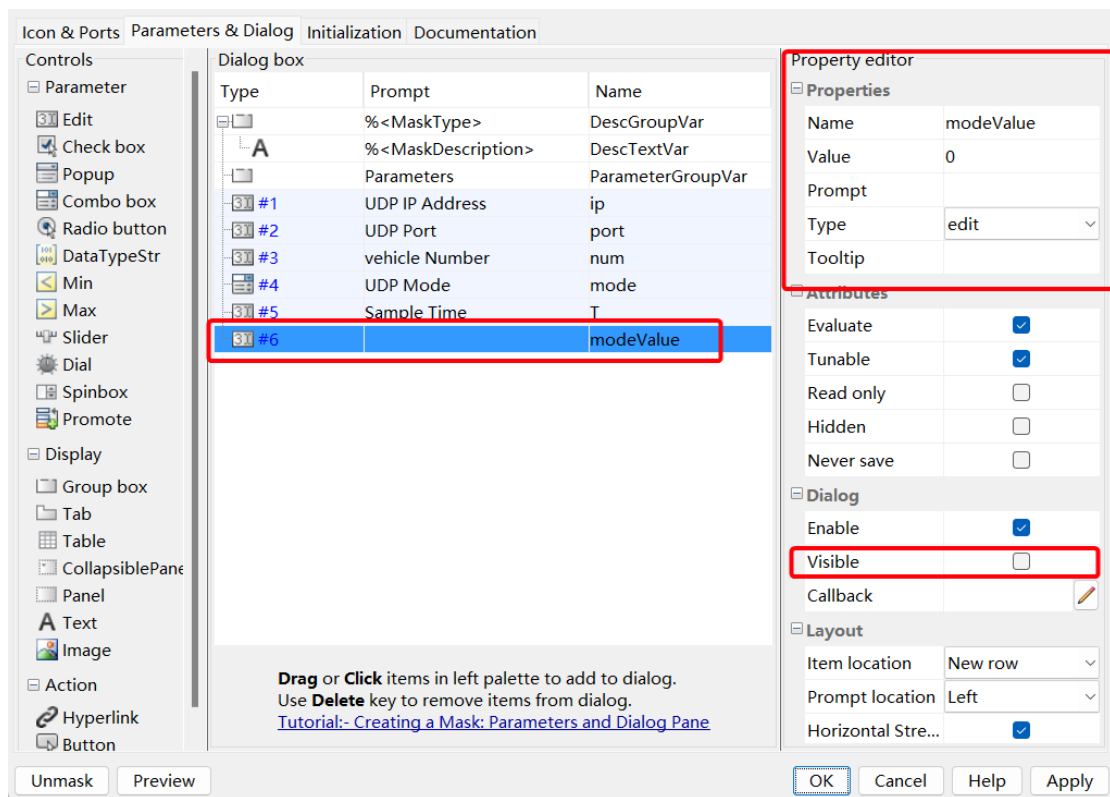 Icon & Ports Parameters & Dialog Initialization Documentation
Controls
Parameter
Edit
Check box
Popup
Combo box
Radio button
DataTypeStr
Min
Max
Slider
Dial
Spinbox
Promote
Display
Group box
Tab
Table
CollapsiblePane
Panel
Text
Image
Action
Hyperlink
Button
Dialog box
Type Prompt Name
%<MaskType> DescGroupVar
A %<MaskDescription> DescTextVar
Parameters ParameterGroupVar
#1 UDP IP Address ip
#2 UDP Port port
#3 vehicle Number num
#4 UDP Mode mode
#5 Sample Time T
#6 modeValue
Drag or Click items in left palette to add to dialog.
Use Delete key to remove items from dialog.
Tutorial:- Creating a Mask: Parameters and Dialog Pane
Property editor
Properties
Name modeValue
Value 0
Prompt
Type edit
Tooltip
Attributes
Evaluate
Tunable
Read only
Hidden
Never save
Dialog
Enable
Visible
Callback
Layout
Item location New row
Prompt location Left
Horizontal Stre...
Unmask Preview OK Cancel Help Apply